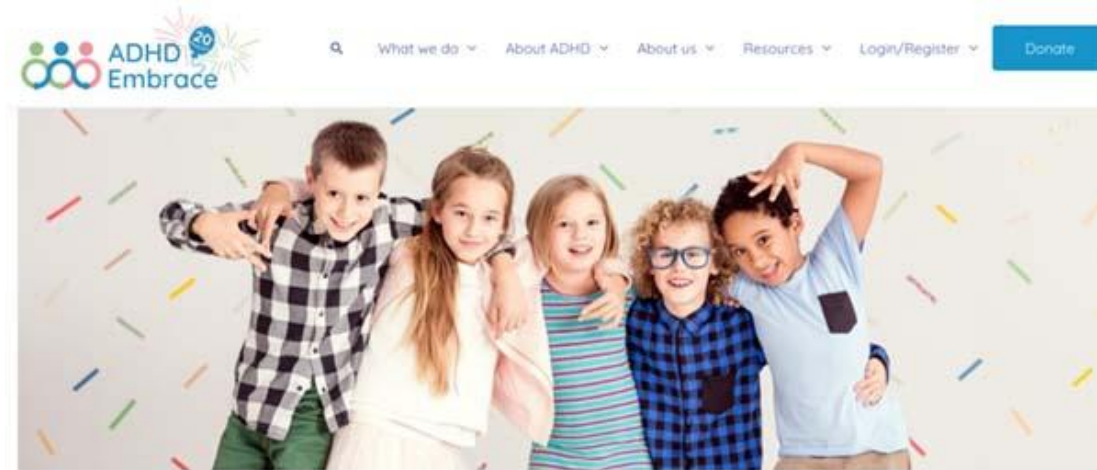 ADHD 20
Embrace
What we do
About ADHD
About us
Resources
Login/Register
Donate